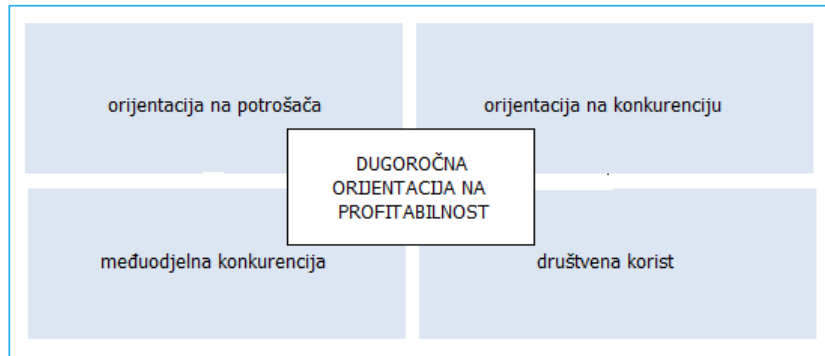 orijentacija na potrošača
orijentacija na konkurenciju
DUGOROČNA
ORIJENTACIJA NA
PROFITABILNOST
međuodjelna konkurencija
društvena korist